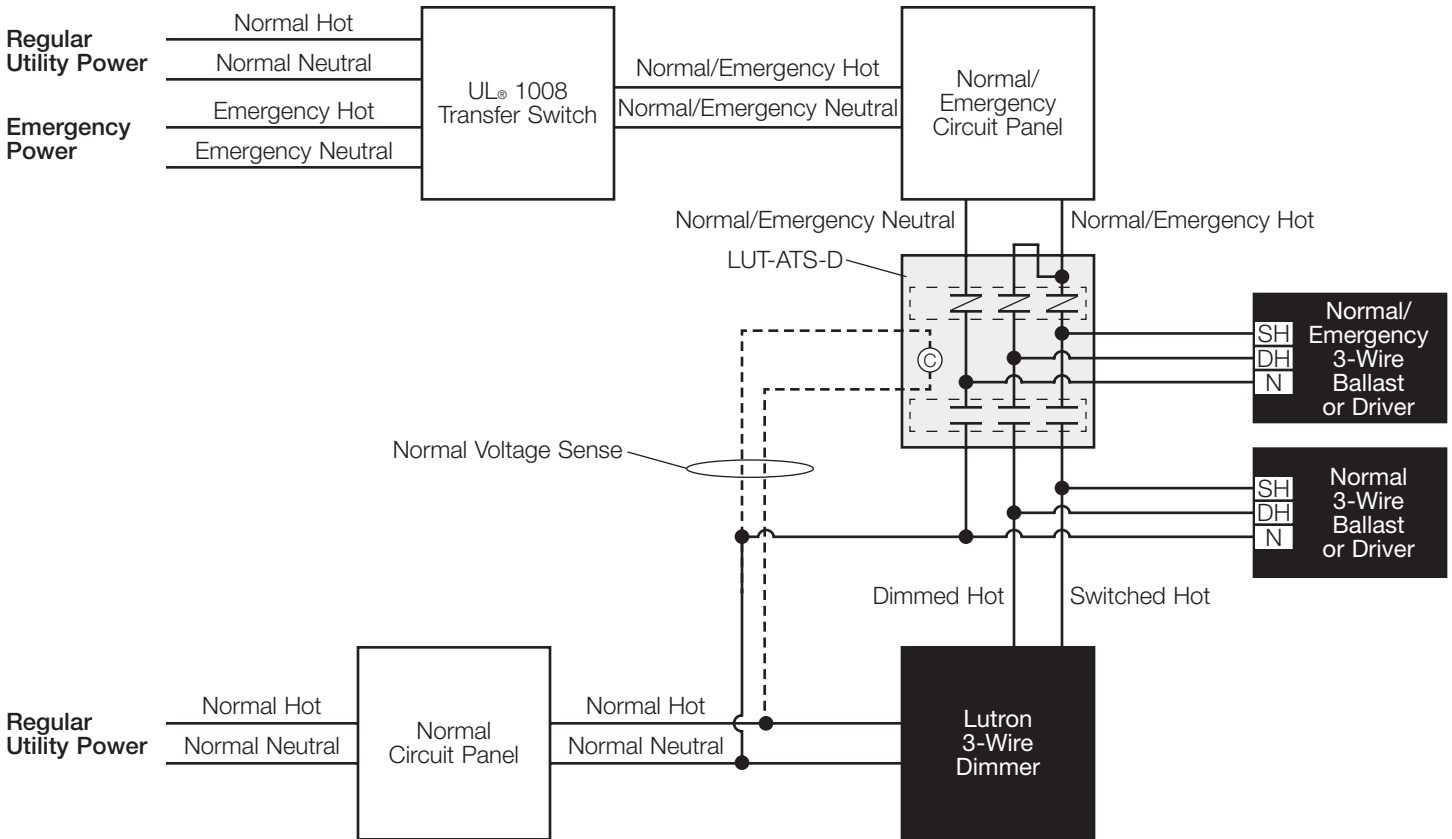 Regular
Utility Power
Normal Hot
Normal Neutral
Emergency
Power
Emergency Hot
Emergency Neutral
UL® 1008
Transfer Switch
Normal/Emergency Hot
Normal/Emergency Neutral
Normal/
Emergency
Circuit Panel
Normal/Emergency Neutral
Normal/Emergency Hot
LUT-ATS-D
C
SH
DH
N
Normal/
Emergency
3-Wire
Ballast
or Driver
Normal Voltage Sense
SH
DH
N
Normal
3-Wire
Ballast
or Driver
Dimmed Hot
Switched Hot
Regular
Utility Power
Normal Hot
Normal Neutral
Normal
Circuit Panel
Normal Hot
Normal Neutral
Lutron
3-Wire
Dimmer